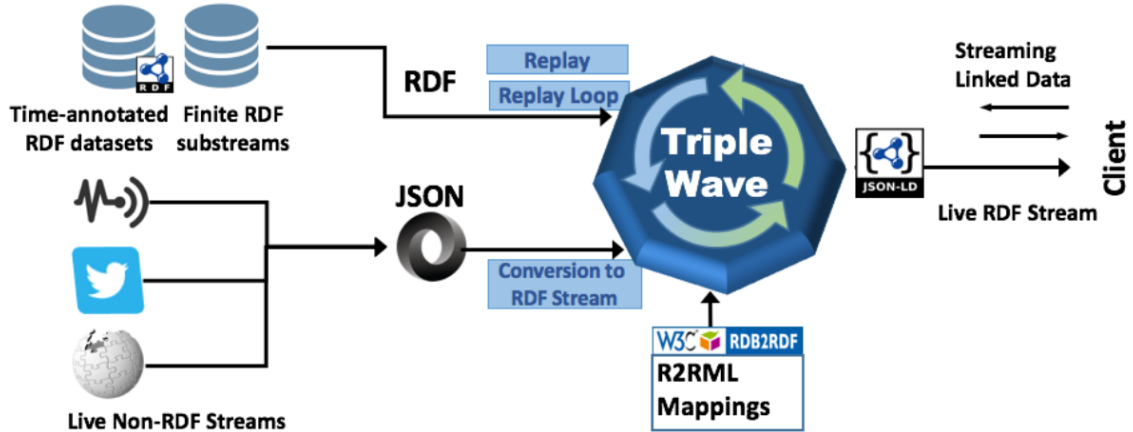 RDF
Time-annotated
RDF datasets
Finite RDF
substreams
RDF
Replay
Replay Loop
Triple
Wave
Streaming
Linked Data
{ }
JSON-LD
Live RDF Stream
Client
JSON
Conversion to
RDF Stream
Live Non-RDF Streams
W3C RDB2RDF
R2RML
Mappings